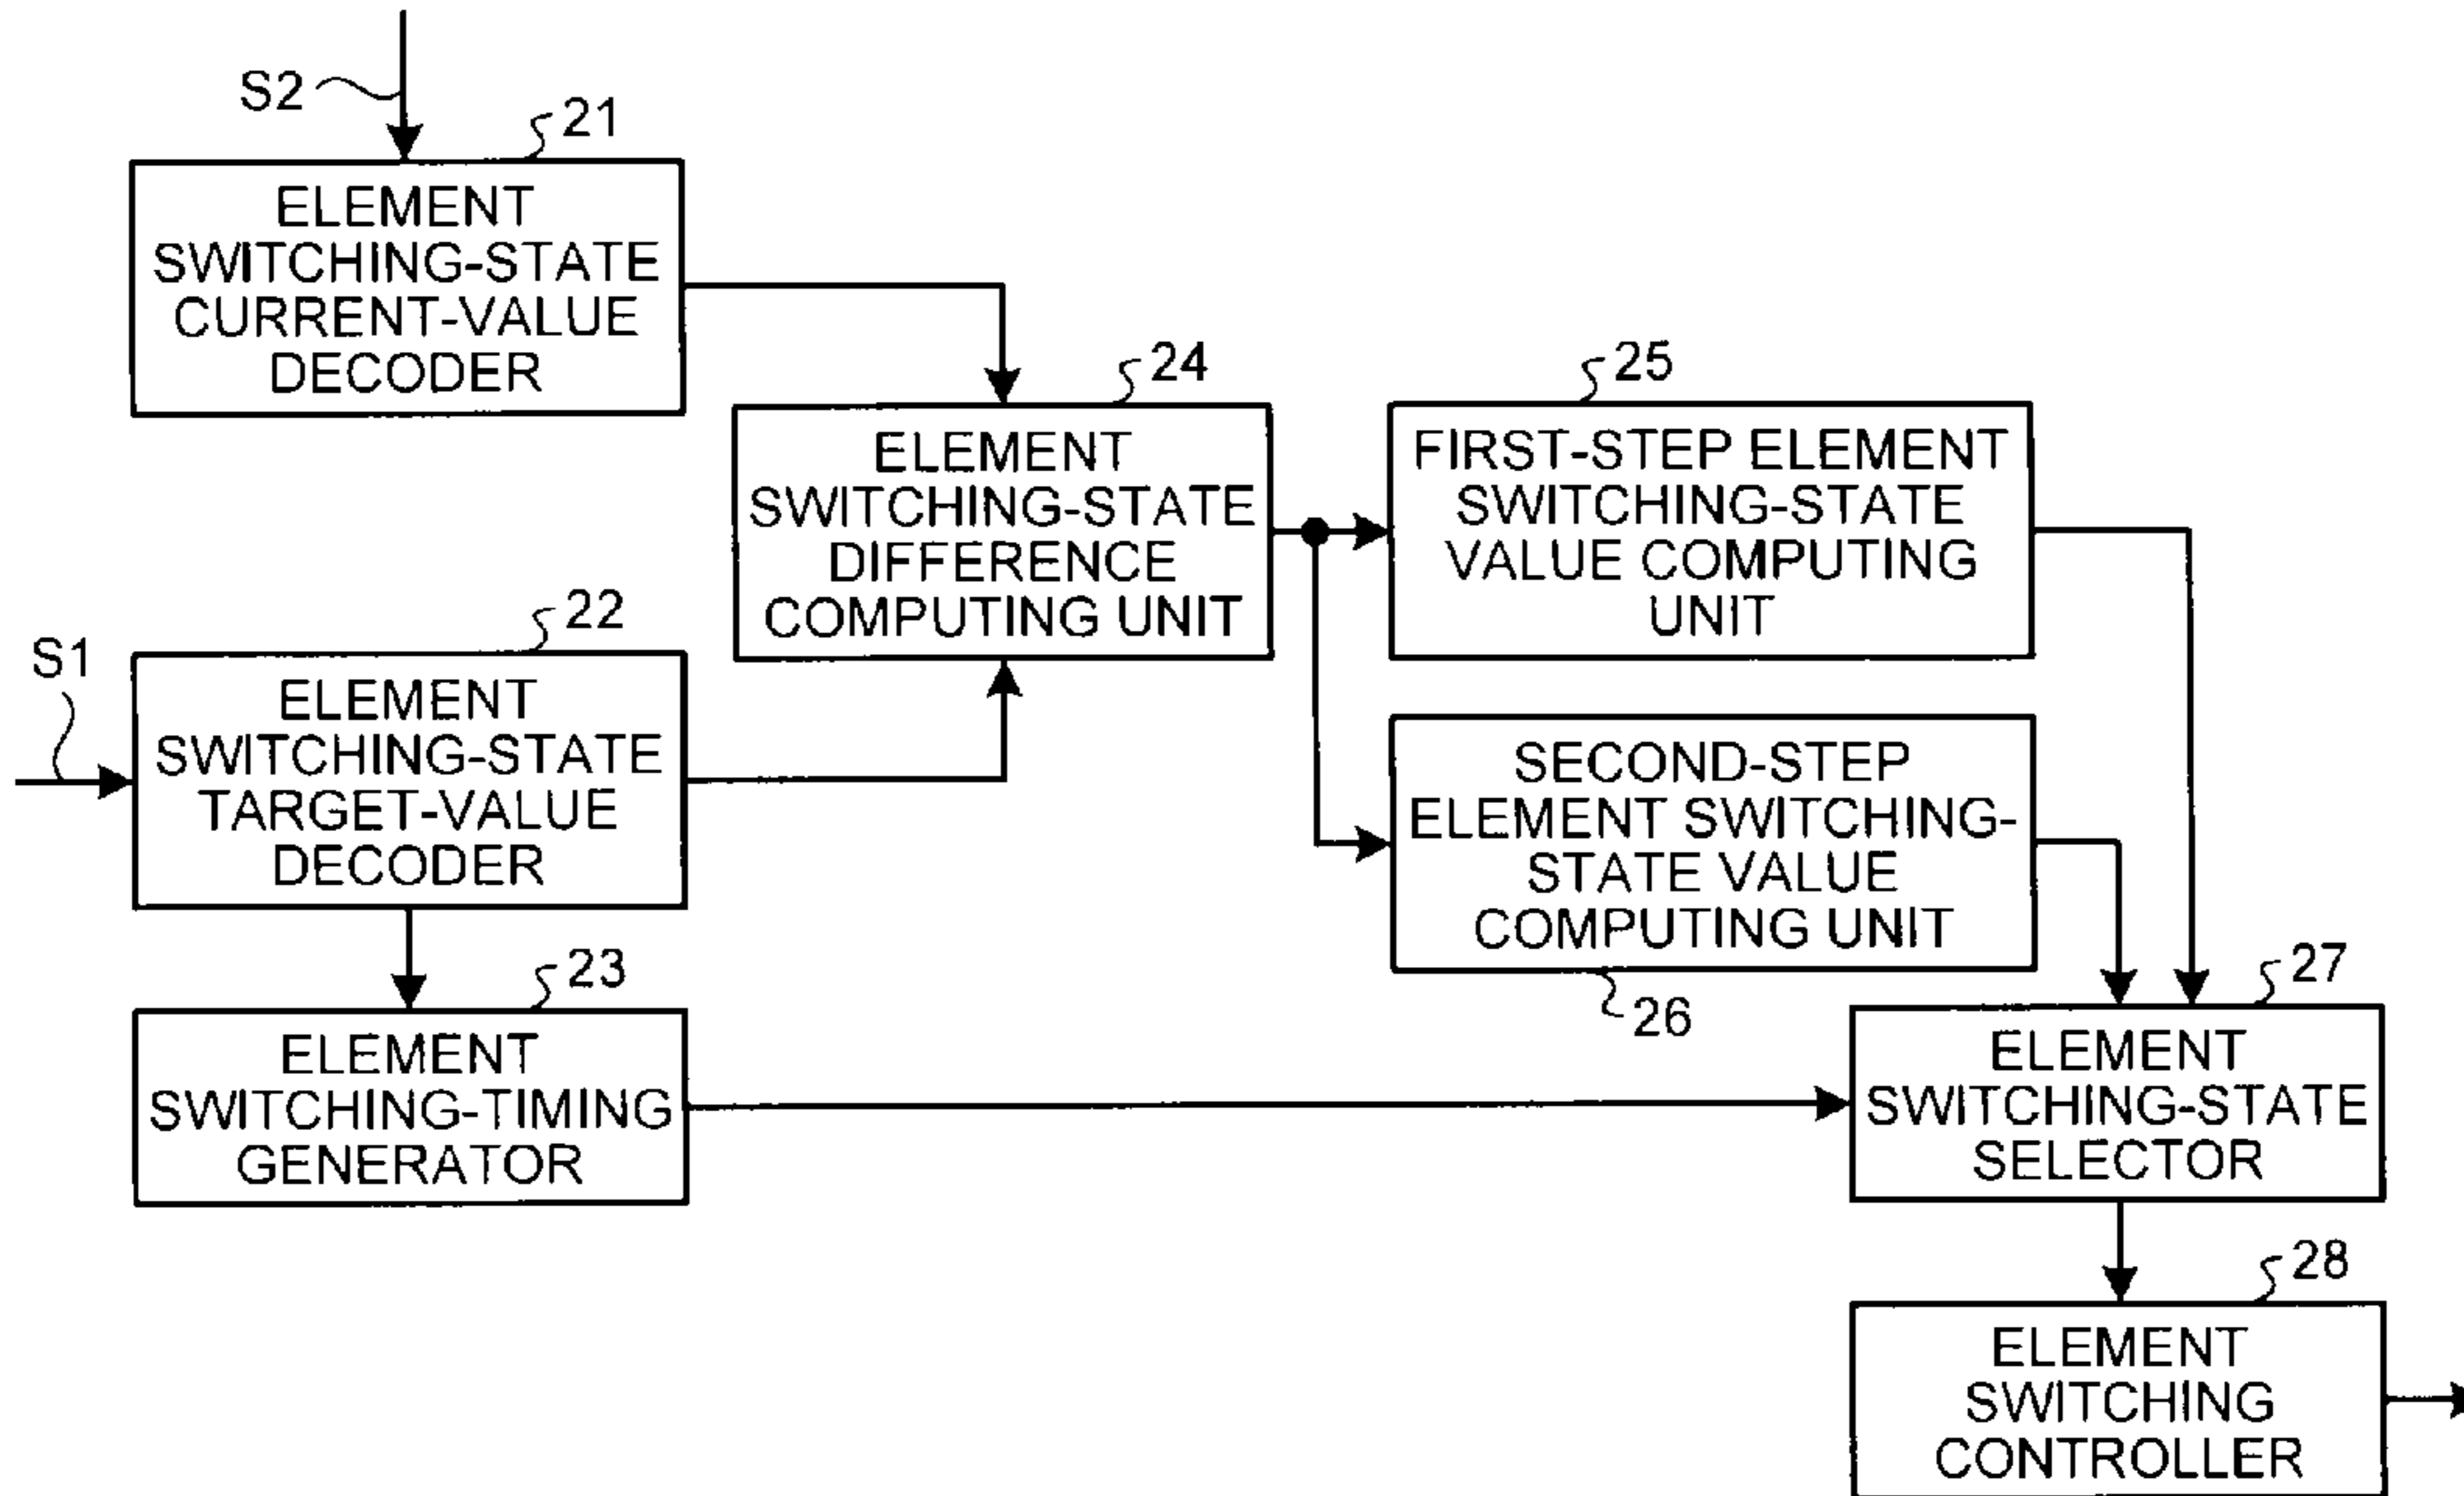 S2
21
ELEMENT
SWITCHING-STATE
CURRENT-VALUE
DECODER
24
ELEMENT
SWITCHING-STATE
DIFFERENCE
COMPUTING UNIT
25
FIRST-STEP ELEMENT
SWITCHING-STATE
VALUE COMPUTING
UNIT
S1
22
ELEMENT
SWITCHING-STATE
TARGET-VALUE
DECODER
SECOND-STEP
ELEMENT SWITCHING-
STATE VALUE
COMPUTING UNIT
26
23
ELEMENT
SWITCHING-TIMING
GENERATOR
27
ELEMENT
SWITCHING-STATE
SELECTOR
28
ELEMENT
SWITCHING
CONTROLLER